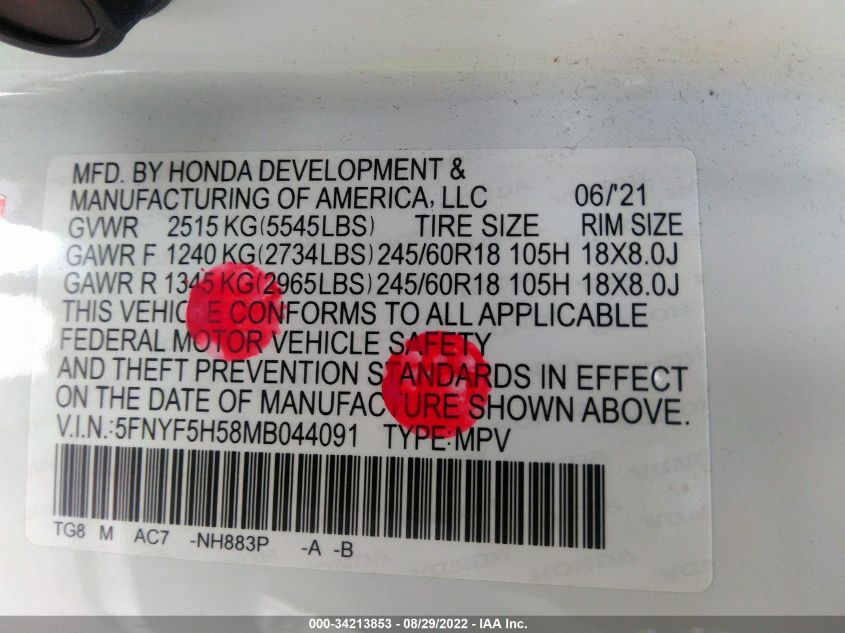 MFD. BY HONDA DEVELOPMENT &
MANUFACTURING OF AMERICA, LLC 06/'21
GVWR 2515 KG(5545LBS) TIRE SIZE RIM SIZE
GAWR F 1240 KG(2734LBS) 245/60R18 105H 18X8.0J
GAWR R 1345 KG(2965LBS) 245/60R18 105H 18X8.0J
THIS VEHICLE CONFORMS TO ALL APPLICABLE
FEDERAL MOTOR VEHICLE SAFETY
AND THEFT PREVENTION STANDARDS IN EFFECT
ON THE DATE OF MANUFACTURE SHOWN ABOVE.
V.I.N.:5FNYF5H58MB044091 TYPE:MPV
TG8 M AC7 -NH883P -A -B
000-34213853 - 08/29/2022 - IAA Inc.